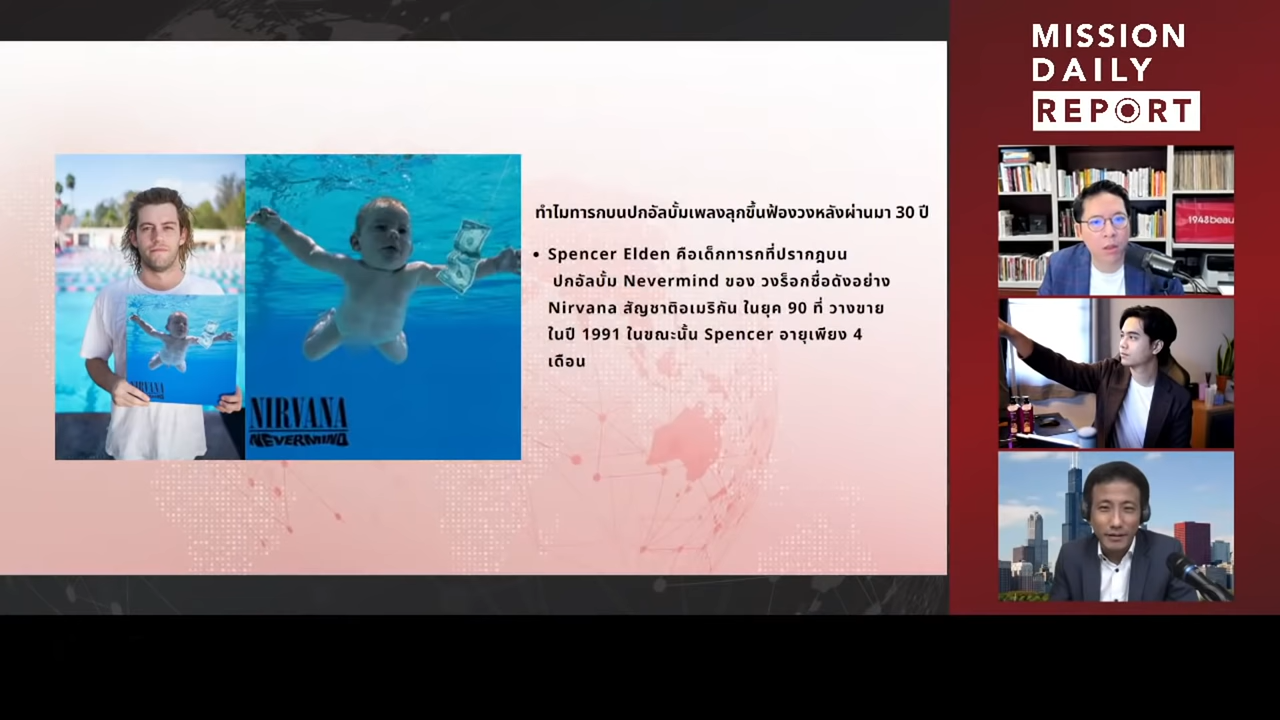 MISSION
DAILY
REPORT
ทำไมทารกบนปกอัลบั้มเพลงลุกขึ้นฟ้องวงหลังผ่านมา 30 ปี
• Spencer Elden คือเด็กทารกที่ปรากฎบน
ปกอัลบั้ม Nevermind ของ วงร็อกชื่อดังอย่าง
Nirvana สัญชาติอเมริกัน ในยุค 90 ที่ วางขาย
ในปี 1991 ในขณะนั้น Spencer อายุเพียง 4
เดือน
NIRVANA
NIRVANA
NEVERMIND